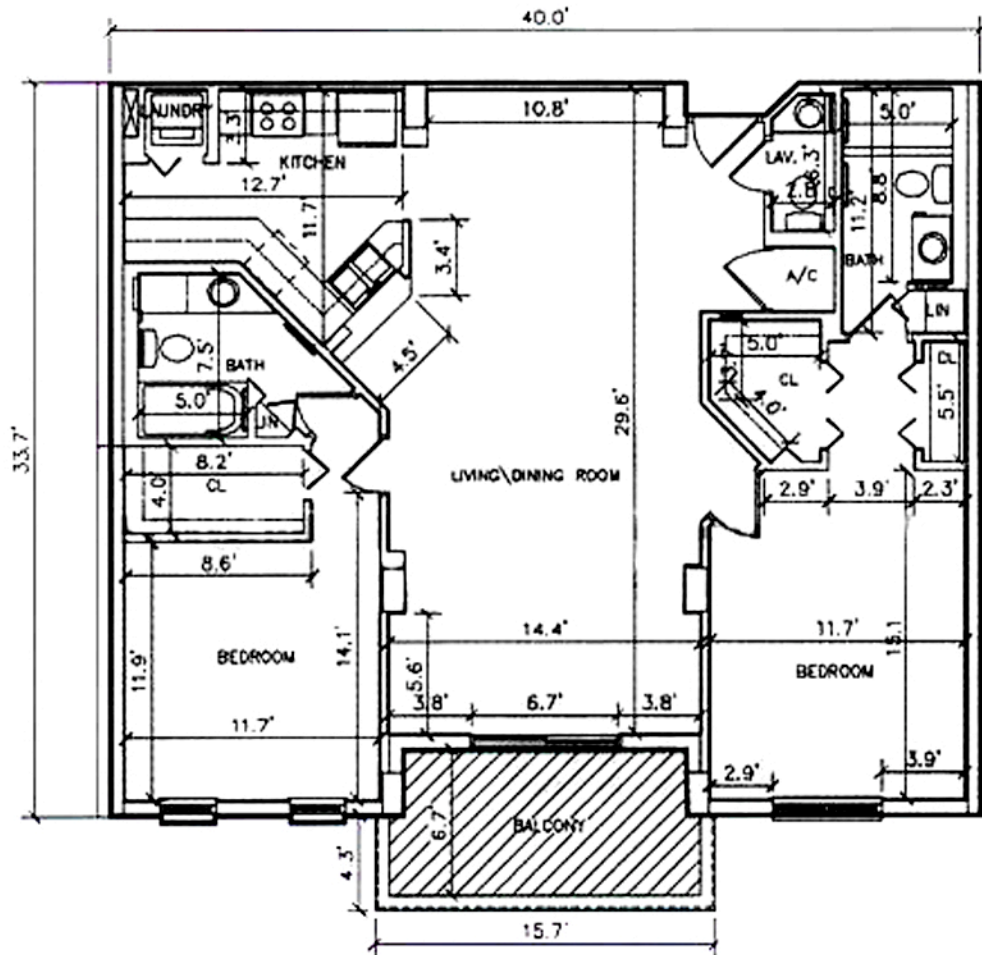 40.0'
LAUNDRY
3.3'
10.8'
5.0'
KITCHEN
LAV.
6.3'
12.7'
11.7'
2.8'
8.8'
11.2'
33.7'
3.4'
A/C
BATH
LIN
7.5'
BATH
4.5'
5.0'
CL
CL
5.0'
4.0'
5.5'
29.6'
8.2'
4.0'
CL
LIVING\DINING ROOM
2.9'
3.9'
2.3'
8.6'
11.9'
14.1'
14.4'
11.7'
15.1
BEDROOM
BEDROOM
5.6'
3.8'
6.7'
3.8'
11.7'
2.9'
3.9'
6.7'
BALCONY
4.3'
15.7'